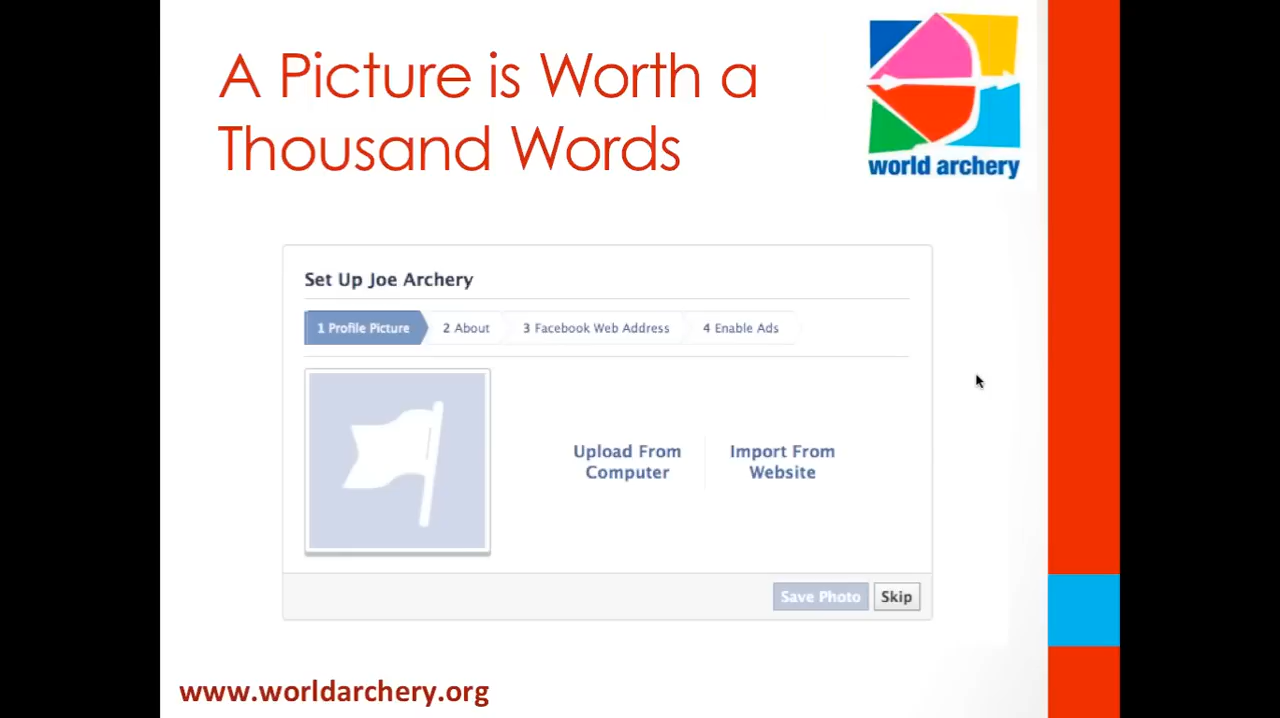 A Picture is Worth a
Thousand Words
world archery
Set Up Joe Archery
1 Profile Picture
2 About
3 Facebook Web Address
4 Enable Ads
Upload From
Computer
Import From
Website
Save Photo
Skip
www.worldarchery.org